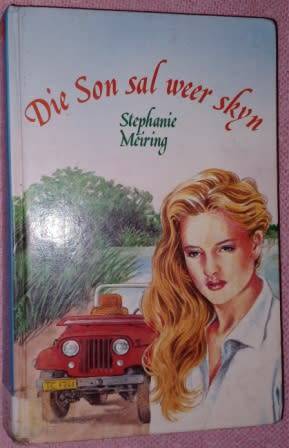 Die Son sal weer skyn
Stephanie
Meiring